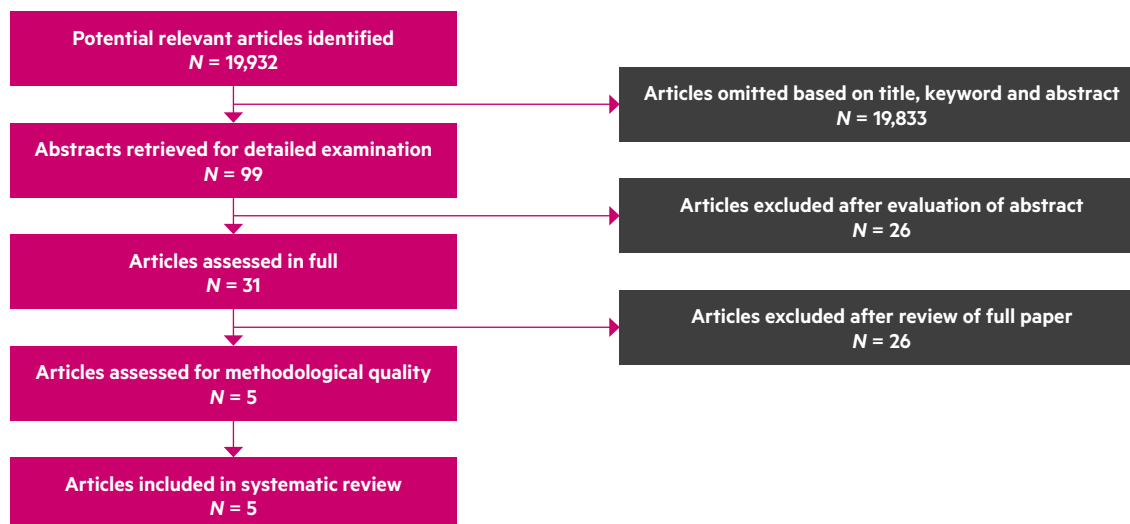 Potential relevant articles identified
N = 19,932
Articles omitted based on title, keyword and abstract
N = 19,833
Abstracts retrieved for detailed examination
N = 99
Articles excluded after evaluation of abstract
N = 26
Articles assessed in full
N = 31
Articles excluded after review of full paper
N = 26
Articles assessed for methodological quality
N = 5
Articles included in systematic review
N = 5